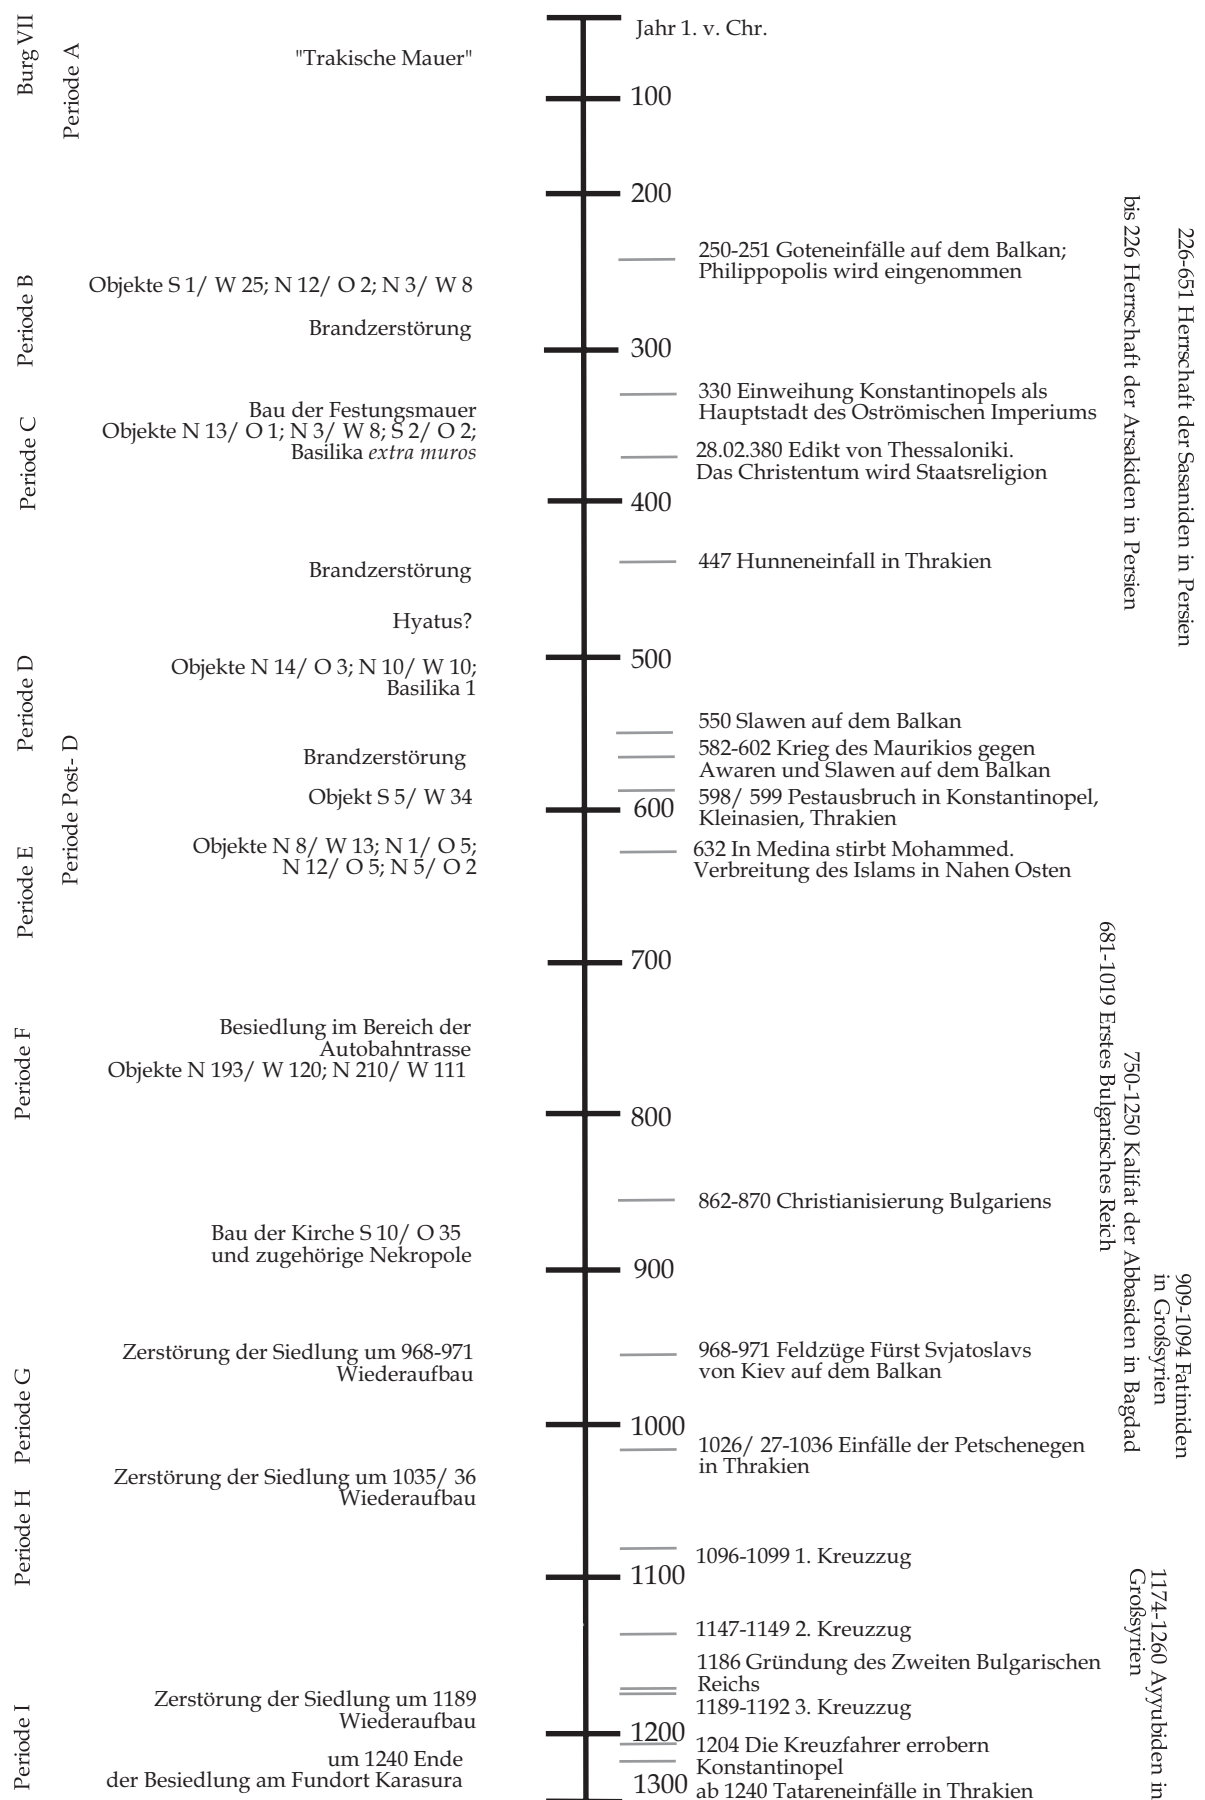 Burg VII
Periode A
Periode B
Periode C
Periode D
Periode Post- D
Periode E
Periode F
Periode G
Periode H
Periode I
"Trakische Mauer"
Objekte S 1/ W 25; N 12/ O 2; N 3/ W 8
Brandzerstörung
Bau der Festungsmauer
Objekte N 13/ O 1; N 3/ W 8; S 2/ O 2;
Basilika extra muros
Brandzerstörung
Hyatus?
Objekte N 14/ O 3; N 10/ W 10;
Basilika 1
Brandzerstörung
Objekt S 5/ W 34
Objekte N 8/ W 13; N 1/ O 5;
N 12/ O 5; N 5/ O 2
Besiedlung im Bereich der
Autobahntrasse
Objekte N 193/ W 120; N 210/ W 111
Bau der Kirche S 10/ O 35
und zugehörige Nekropole
Zerstörung der Siedlung um 968-971
Wiederaufbau
Zerstörung der Siedlung um 1035/ 36
Wiederaufbau
Zerstörung der Siedlung um 1189
Wiederaufbau
um 1240 Ende
der Besiedlung am Fundort Karasura
Jahr 1. v. Chr.
100
200
300
400
500
600
700
800
900
1000
1100
1200
1300
250-251 Goteneinfälle auf dem Balkan;
Philippopolis wird eingenommen
330 Einweihung Konstantinopels als
Hauptstadt des Oströmischen Imperiums
28.02.380 Edikt von Thessaloniki.
Das Christentum wird Staatsreligion
447 Hunneneinfall in Thrakien
550 Slawen auf dem Balkan
582-602 Krieg des Maurikios gegen
Awaren und Slawen auf dem Balkan
598/ 599 Pestausbruch in Konstantinopel,
Kleinasien, Thrakien
632 In Medina stirbt Mohammed.
Verbreitung des Islams in Nahen Osten
862-870 Christianisierung Bulgariens
968-971 Feldzüge Fürst Svjatoslavs
von Kiev auf dem Balkan
1026/ 27-1036 Einfälle der Petschenegen
in Thrakien
1096-1099 1. Kreuzzug
1147-1149 2. Kreuzzug
1186 Gründung des Zweiten Bulgarischen
Reichs
1189-1192 3. Kreuzzug
1204 Die Kreuzfahrer errobern
Konstantinopel
ab 1240 Tatareneinfälle in Thrakien
bis 226 Herrschaft der Arsakiden in Persien
226-651 Herrschaft der Sasaniden in Persien
681-1019 Erstes Bulgarisches Reich
750-1250 Kalifat der Abbasiden in Bagdad
909-1094 Fatimiden
in Großsyrien
1174-1260 Ayyubiden in
Großsyrien